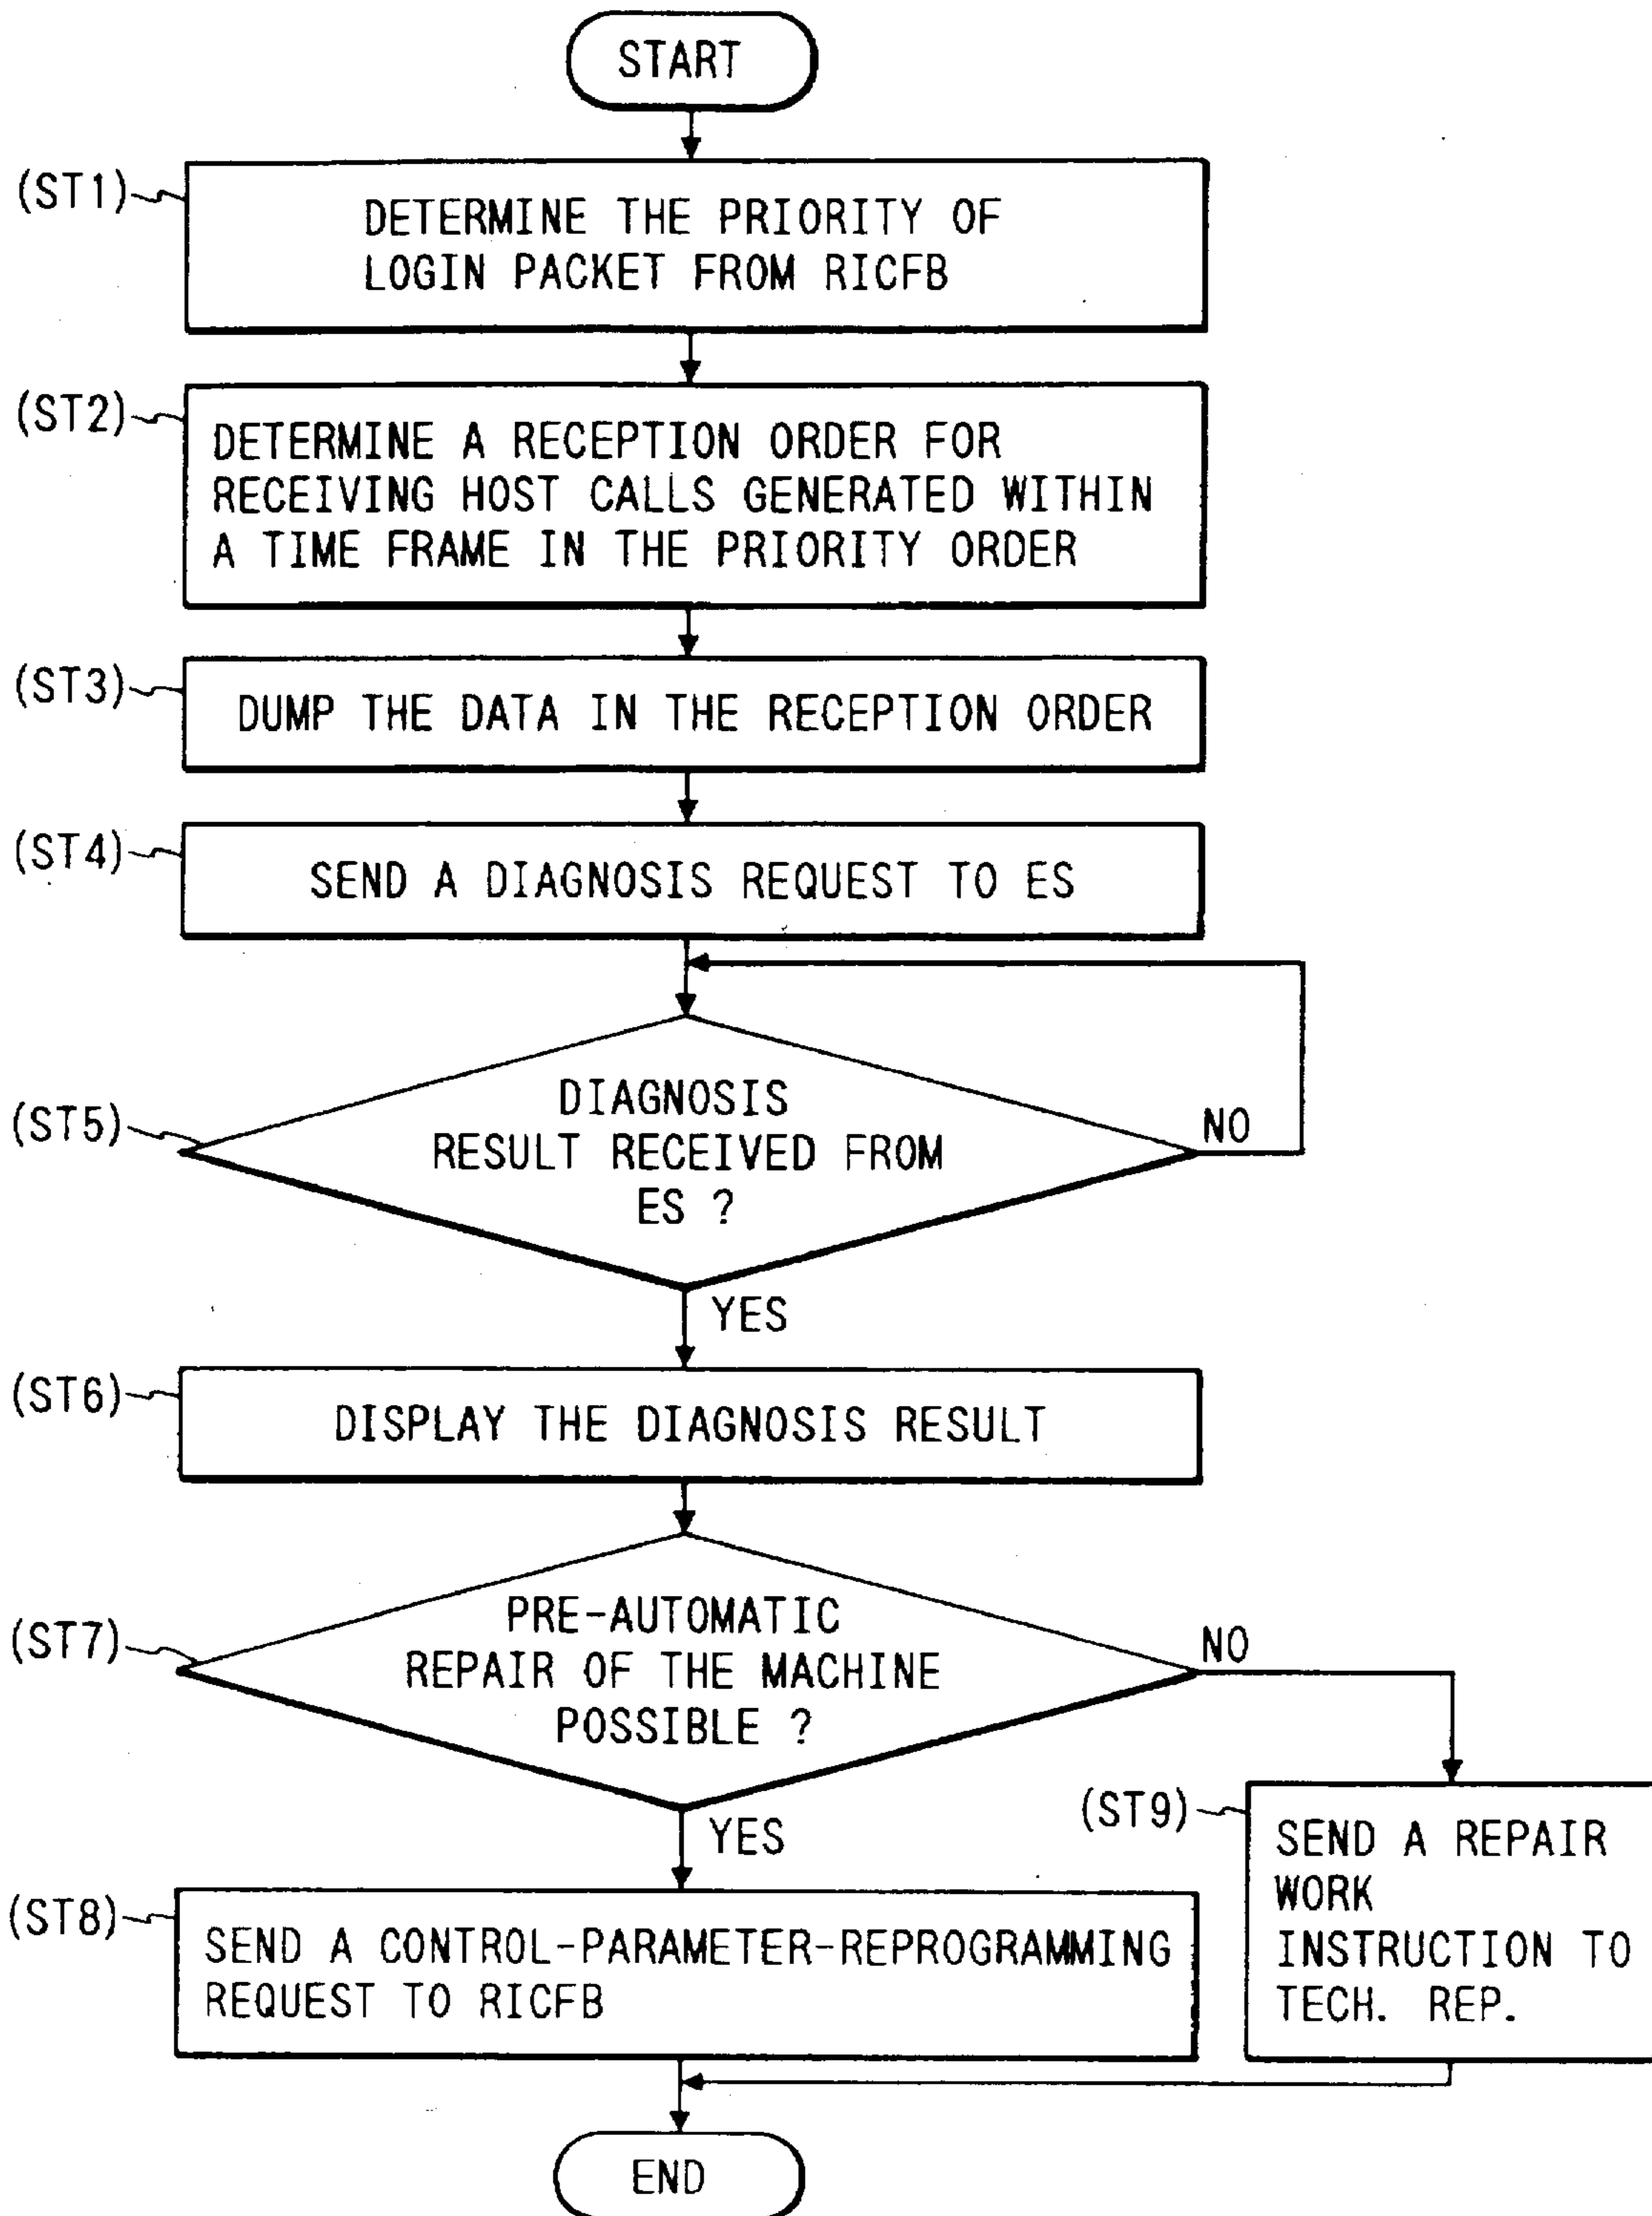 START
(ST1)
DETERMINE THE PRIORITY OF
LOGIN PACKET FROM RICFB
(ST2)
DETERMINE A RECEPTION ORDER FOR
RECEIVING HOST CALLS GENERATED WITHIN
A TIME FRAME IN THE PRIORITY ORDER
(ST3)
DUMP THE DATA IN THE RECEPTION ORDER
(ST4)
SEND A DIAGNOSIS REQUEST TO ES
(ST5)
DIAGNOSIS
RESULT RECEIVED FROM
ES ?
NO
YES
(ST6)
DISPLAY THE DIAGNOSIS RESULT
(ST7)
PRE-AUTOMATIC
REPAIR OF THE MACHINE
POSSIBLE ?
NO
YES
(ST8)
SEND A CONTROL-PARAMETER-REPROGRAMMING
REQUEST TO RICFB
(ST9)
SEND A REPAIR
WORK
INSTRUCTION TO
TECH. REP.
END